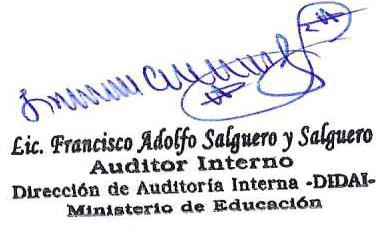 Lic. Francisco Adolfo Salguero y Salguero
Auditor Interno
Dirección de Auditoría Interna -DIDAI-
Ministerio de Educación